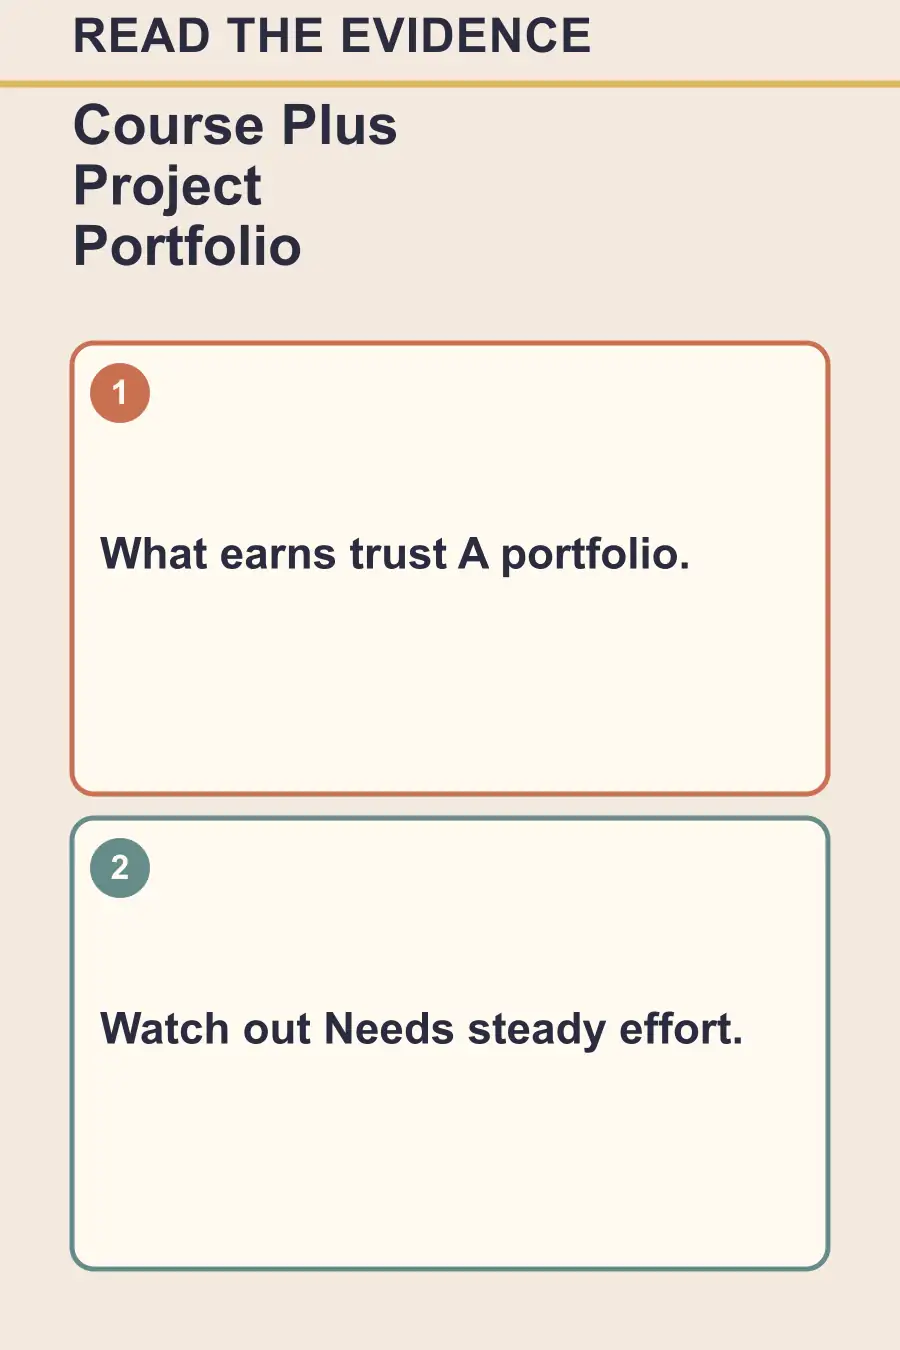 READ THE EVIDENCE
Course Plus
Project
Portfolio
1
What earns trust A portfolio.
2
Watch out Needs steady effort.